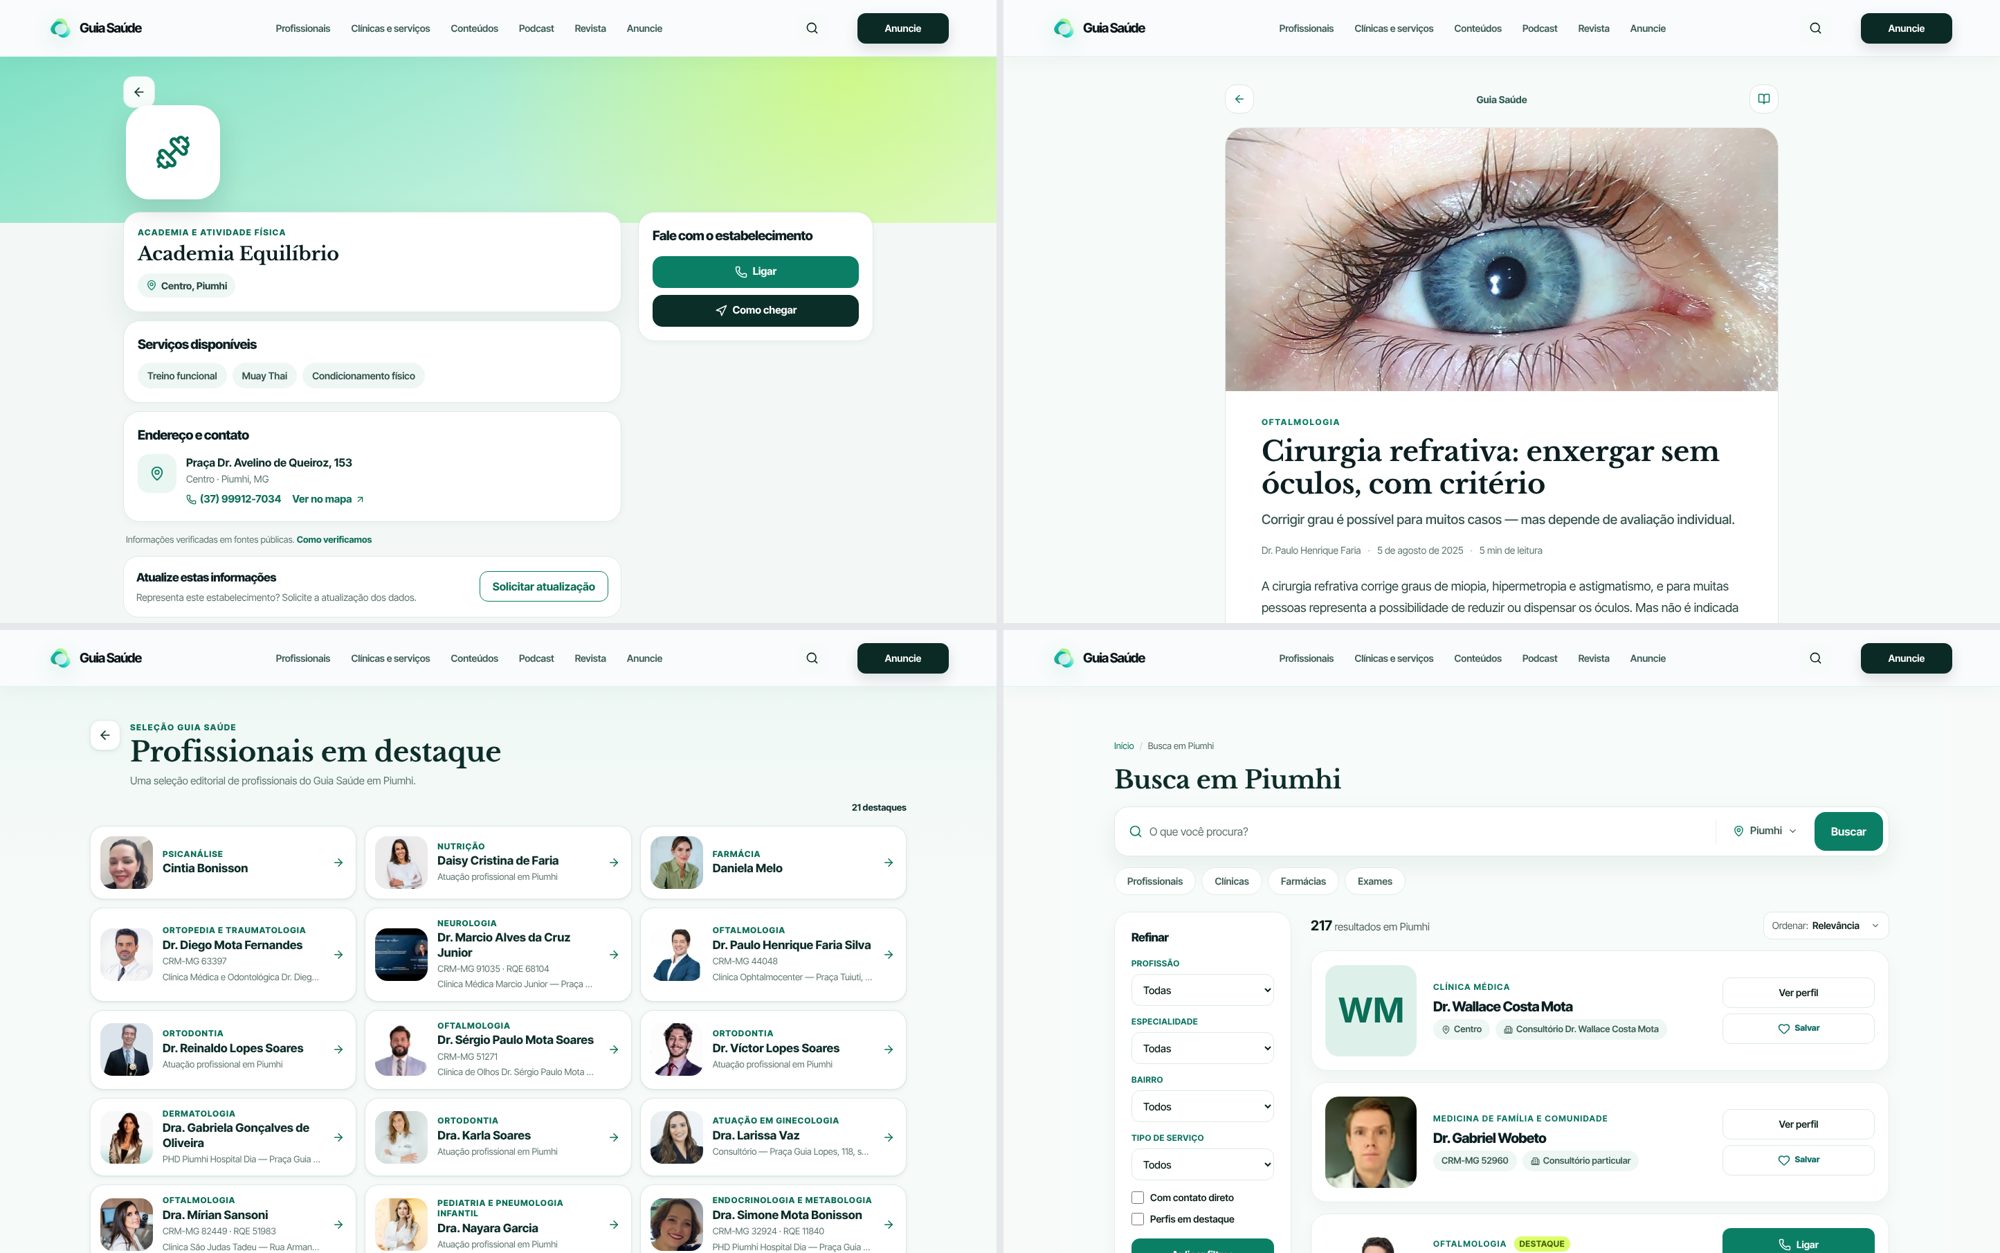 Guia Saúde
Profissionais Clínicas e serviços Conteúdos Podcast Revista Anuncie
Anuncie
ACADEMIA E ATIVIDADE FÍSICA
Academia Equilíbrio
Centro, Piumhi
Fale com o estabelecimento
Ligar
Como chegar
Serviços disponíveis
Treino funcional Muay Thai Condicionamento físico
Endereço e contato
Praça Dr. Avelino de Queiroz, 153
Centro · Piumhi, MG
(37) 99912-7034 Ver no mapa
Informações verificadas em fontes públicas. Como verificamos
Atualize estas informações
Representa este estabelecimento? Solicite a atualização dos dados.
Solicitar atualização
Guia Saúde
Profissionais Clínicas e serviços Conteúdos Podcast Revista Anuncie
Anuncie
Guia Saúde
OFTALMOLOGIA
Cirurgia refrativa: enxergar sem
óculos, com critério
Corrigir grau é possível para muitos casos — mas depende de avaliação individual.
Dr. Paulo Henrique Faria · 5 de agosto de 2025 · 5 min de leitura
A cirurgia refrativa corrige graus de miopia, hipermetropia e astigmatismo, e para muitas
pessoas representa a possibilidade de reduzir ou dispensar os óculos. Mas não é indicada
Guia Saúde
Profissionais Clínicas e serviços Conteúdos Podcast Revista Anuncie
Anuncie
SELEÇÃO GUIA SAÚDE
Profissionais em destaque
Uma seleção editorial de profissionais do Guia Saúde em Piumhi.
21 destaques
PSICANÁLISE
Cintia Bonisson
NUTRIÇÃO
Daisy Cristina de Faria
Atuação profissional em Piumhi
FARMÁCIA
Daniela Melo
ORTOPEDIA E TRAUMATOLOGIA
Dr. Diego Mota Fernandes
CRM-MG 63397
Clínica Médica e Odontológica Dr. Dieg...
NEUROLOGIA
Dr. Marcio Alves da Cruz
Junior
CRM-MG 91035 · RQE 68104
Clínica Médica Marcio Junior — Praça ...
OFTALMOLOGIA
Dr. Paulo Henrique Faria Silva
CRM-MG 44048
Clínica Ophtalmocenter — Praça Tuiuti, ...
ORTODONTIA
Dr. Reinaldo Lopes Soares
Atuação profissional em Piumhi
OFTALMOLOGIA
Dr. Sérgio Paulo Mota Soares
CRM-MG 51271
Clínica de Olhos Dr. Sérgio Paulo Mota ...
ORTODONTIA
Dr. Víctor Lopes Soares
Atuação profissional em Piumhi
DERMATOLOGIA
Dra. Gabriela Gonçalves de
Oliveira
PHD Piumhi Hospital Dia — Praça Guia ...
ORTODONTIA
Dra. Karla Soares
Atuação profissional em Piumhi
ATUAÇÃO EM GINECOLOGIA
Dra. Larissa Vaz
Consultório — Praça Guia Lopes, 118, s...
OFTALMOLOGIA
Dra. Mírian Sansoni
CRM-MG 82449 · RQE 51983
Clínica São Judas Tadeu — Rua Arman...
PEDIATRIA E PNEUMOLOGIA
INFANTIL
Dra. Nayara Garcia
Atuação profissional em Piumhi
ENDOCRINOLOGIA E METABOLOGIA
Dra. Simone Mota Bonisson
CRM-MG 32924 · RQE 11840
PHD Piumhi Hospital Dia — Praça Guia ...
Guia Saúde
Profissionais Clínicas e serviços Conteúdos Podcast Revista Anuncie
Anuncie
Início / Busca em Piumhi
Busca em Piumhi
O que você procura?
Piumhi
Buscar
Profissionais Clínicas Farmácias Exames
Refinar
PROFISSÃO
Todas
ESPECIALIDADE
Todas
BAIRRO
Todos
TIPO DE SERVIÇO
Todos
Com contato direto
Perfis em destaque
217 resultados em Piumhi
Ordenar: Relevância
WM
CLÍNICA MÉDICA
Dr. Wallace Costa Mota
Centro Consultório Dr. Wallace Costa Mota
Ver perfil
Salvar
MEDICINA DE FAMÍLIA E COMUNIDADE
Dr. Gabriel Wobeto
CRM-MG 52960 Consultório particular
Ver perfil
Salvar
OFTALMOLOGIA DESTAQUE
Ligar